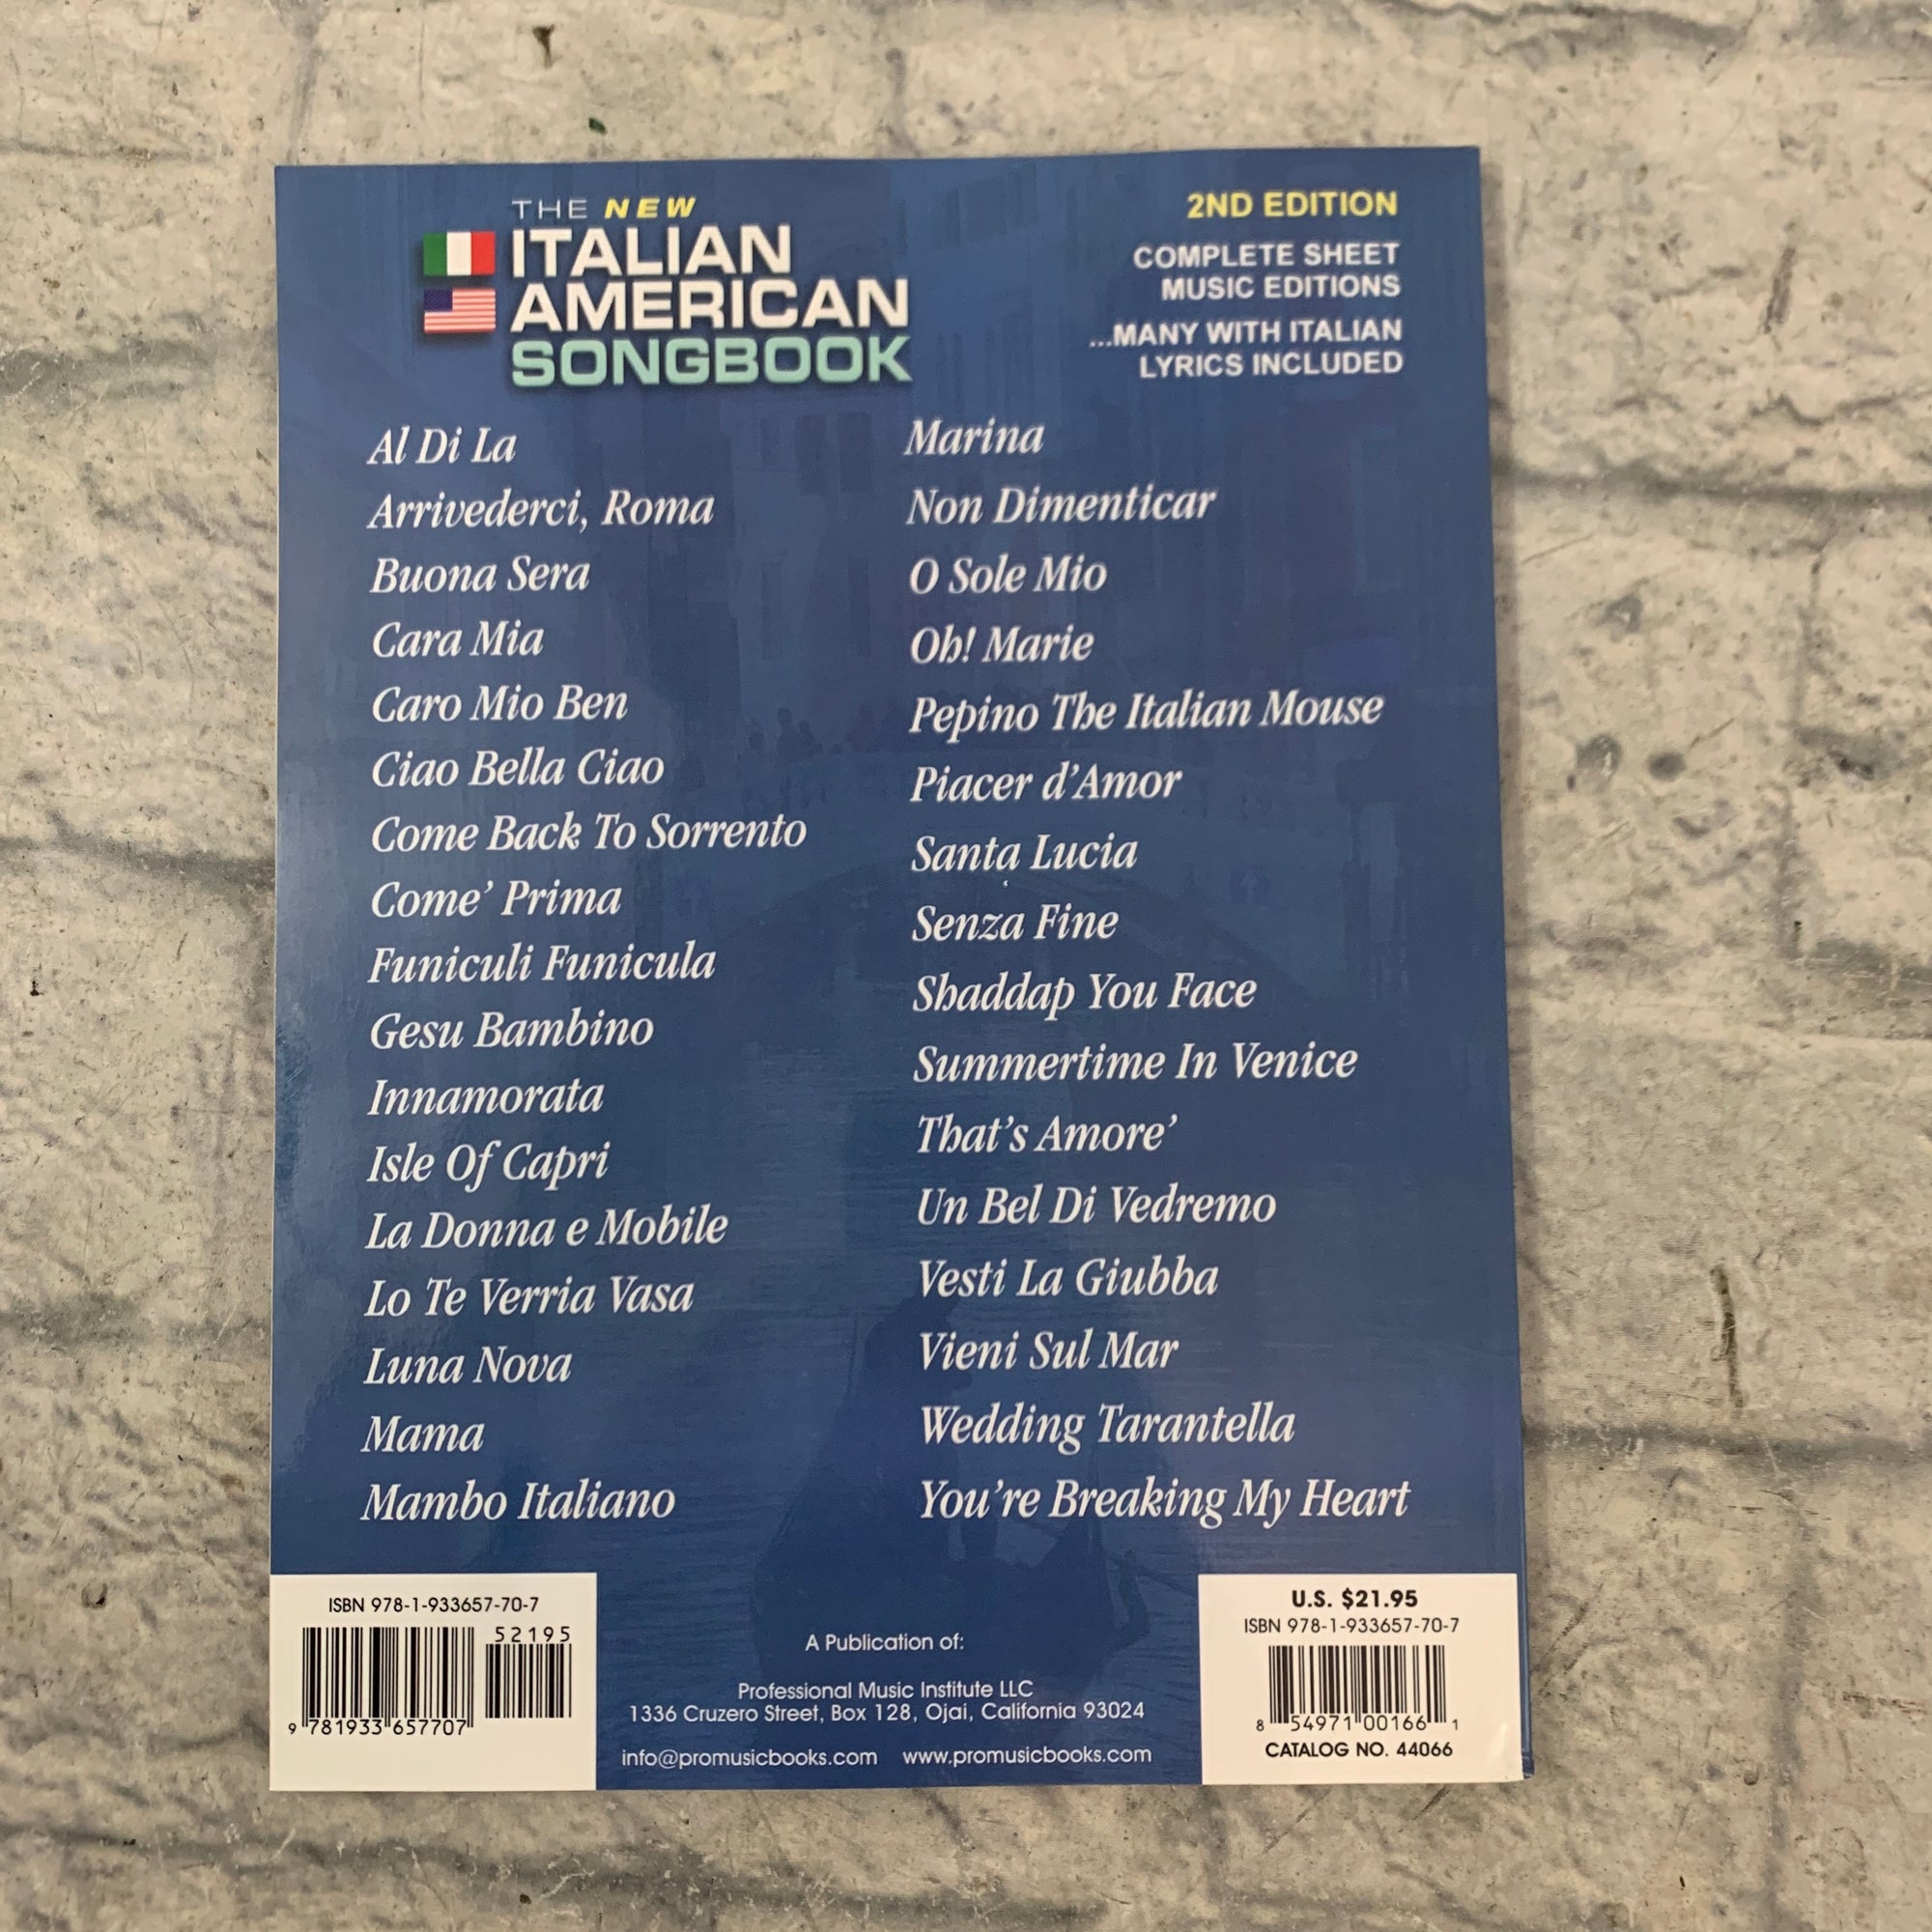 THE NEW
ITALIAN
AMERICAN
SONGBOOK
2ND EDITION
COMPLETE SHEET
MUSIC EDITIONS
...MANY WITH ITALIAN
LYRICS INCLUDED
Al Di La
Arrivederci, Roma
Buona Sera
Cara Mia
Caro Mio Ben
Ciao Bella Ciao
Come Back To Sorrento
Come' Prima
Funiculi Funicula
Gesu Bambino
Innamorata
Isle Of Capri
La Donna e Mobile
Lo Te Verria Vasa
Luna Nova
Mama
Mambo Italiano
Marina
Non Dimenticar
O Sole Mio
Oh! Marie
Pepino The Italian Mouse
Piacer d'Amor
Santa Lucia
Senza Fine
Shaddap You Face
Summertime In Venice
That's Amore'
Un Bel Di Vedremo
Vesti La Giubba
Vieni Sul Mar
Wedding Tarantella
You're Breaking My Heart
ISBN 978-1-933657-70-7
52195
9 781933 657707
A Publication of:
Professional Music Institute LLC
1336 Cruzero Street, Box 128, Ojai, California 93024
info@promusicbooks.com www.promusicbooks.com
U.S. $21.95
ISBN 978-1-933657-70-7
8 54971 00166 1
CATALOG NO. 44066